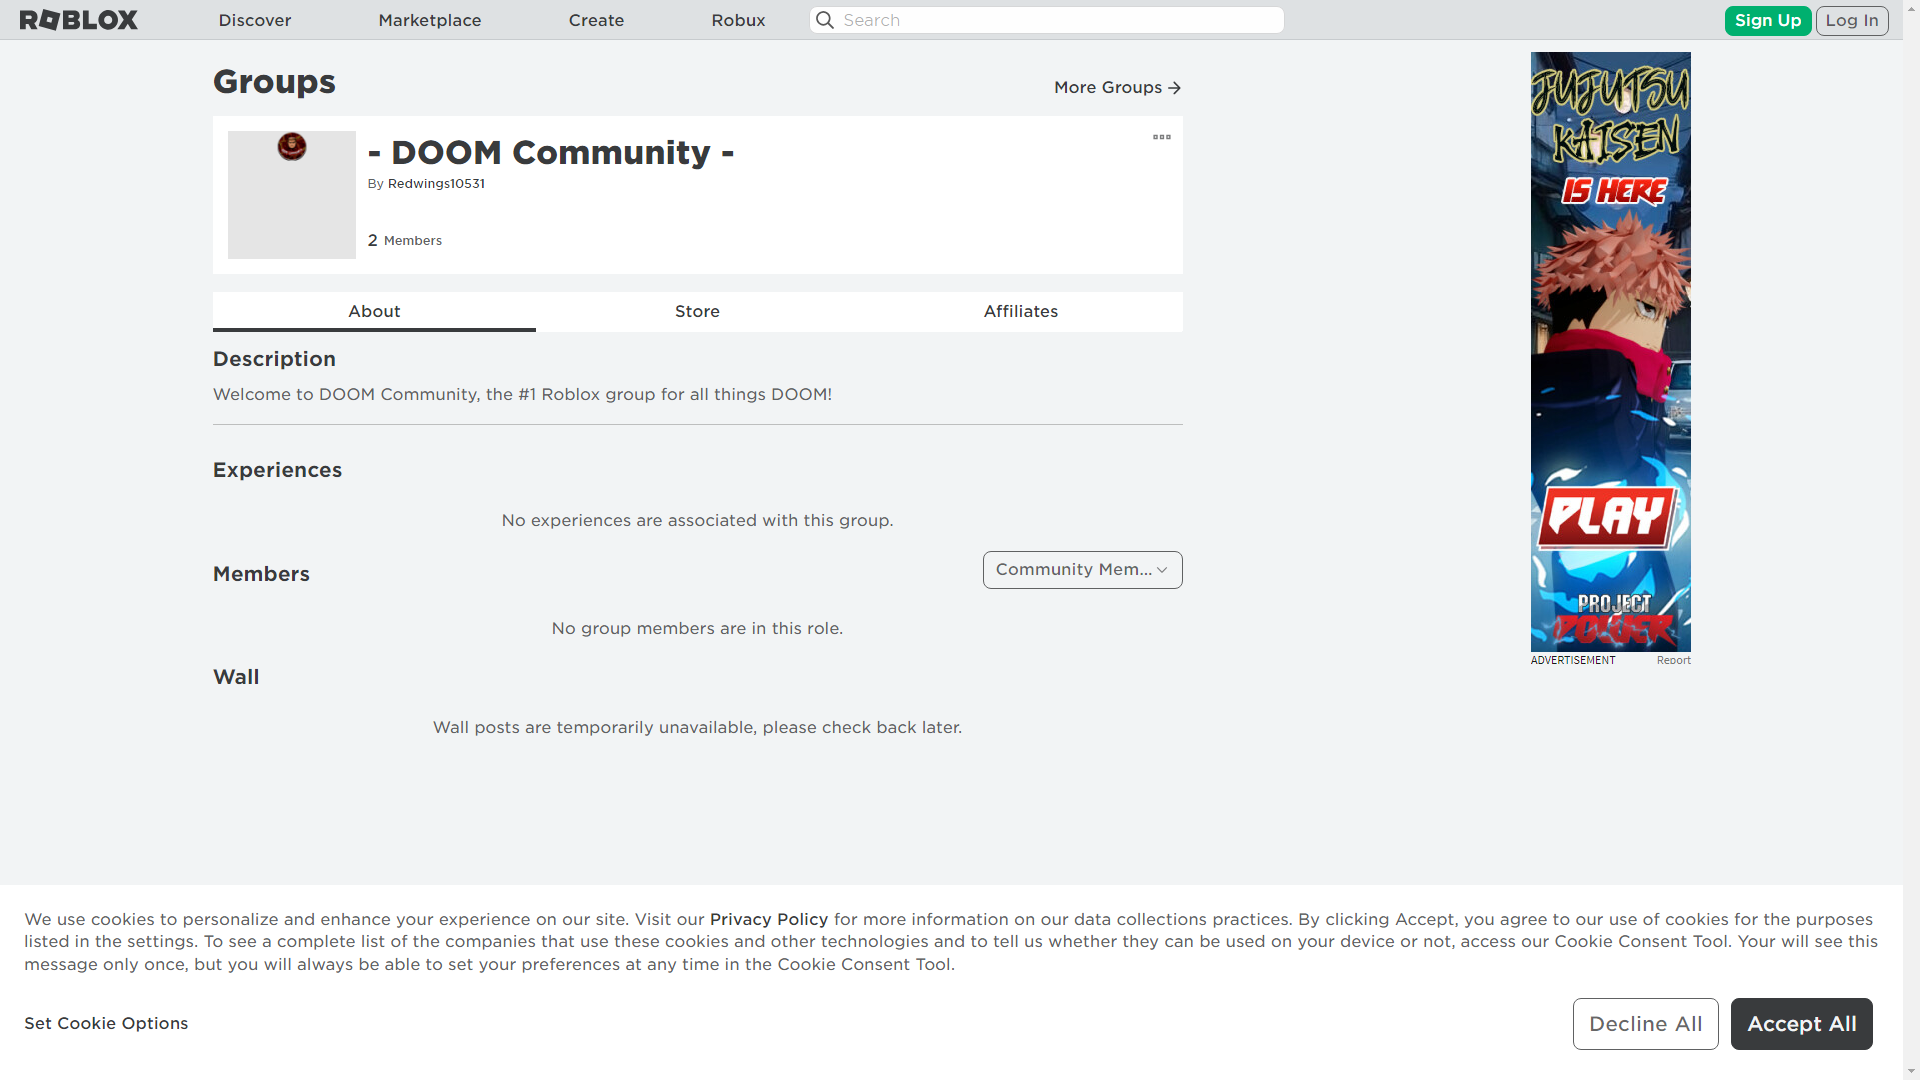 ROBLOX
Discover
Marketplace
Create
Robux
Search
Sign Up
Log In
Groups
More Groups
- DOOM Community -
By Redwings10531
2 Members
About
Store
Affiliates
Description
Welcome to DOOM Community, the #1 Roblox group for all things DOOM!
Experiences
No experiences are associated with this group.
Members
Community Mem...
No group members are in this role.
Wall
Wall posts are temporarily unavailable, please check back later.
JUJUTSU
KAISEN
IS HERE
PLAY
PROJECT
POWER
ADVERTISEMENT
Report
We use cookies to personalize and enhance your experience on our site. Visit our Privacy Policy for more information on our data collections practices. By clicking Accept, you agree to our use of cookies for the purposes
listed in the settings. To see a complete list of the companies that use these cookies and other technologies and to tell us whether they can be used on your device or not, access our Cookie Consent Tool. Your will see this
message only once, but you will always be able to set your preferences at any time in the Cookie Consent Tool.
Set Cookie Options
Decline All
Accept All